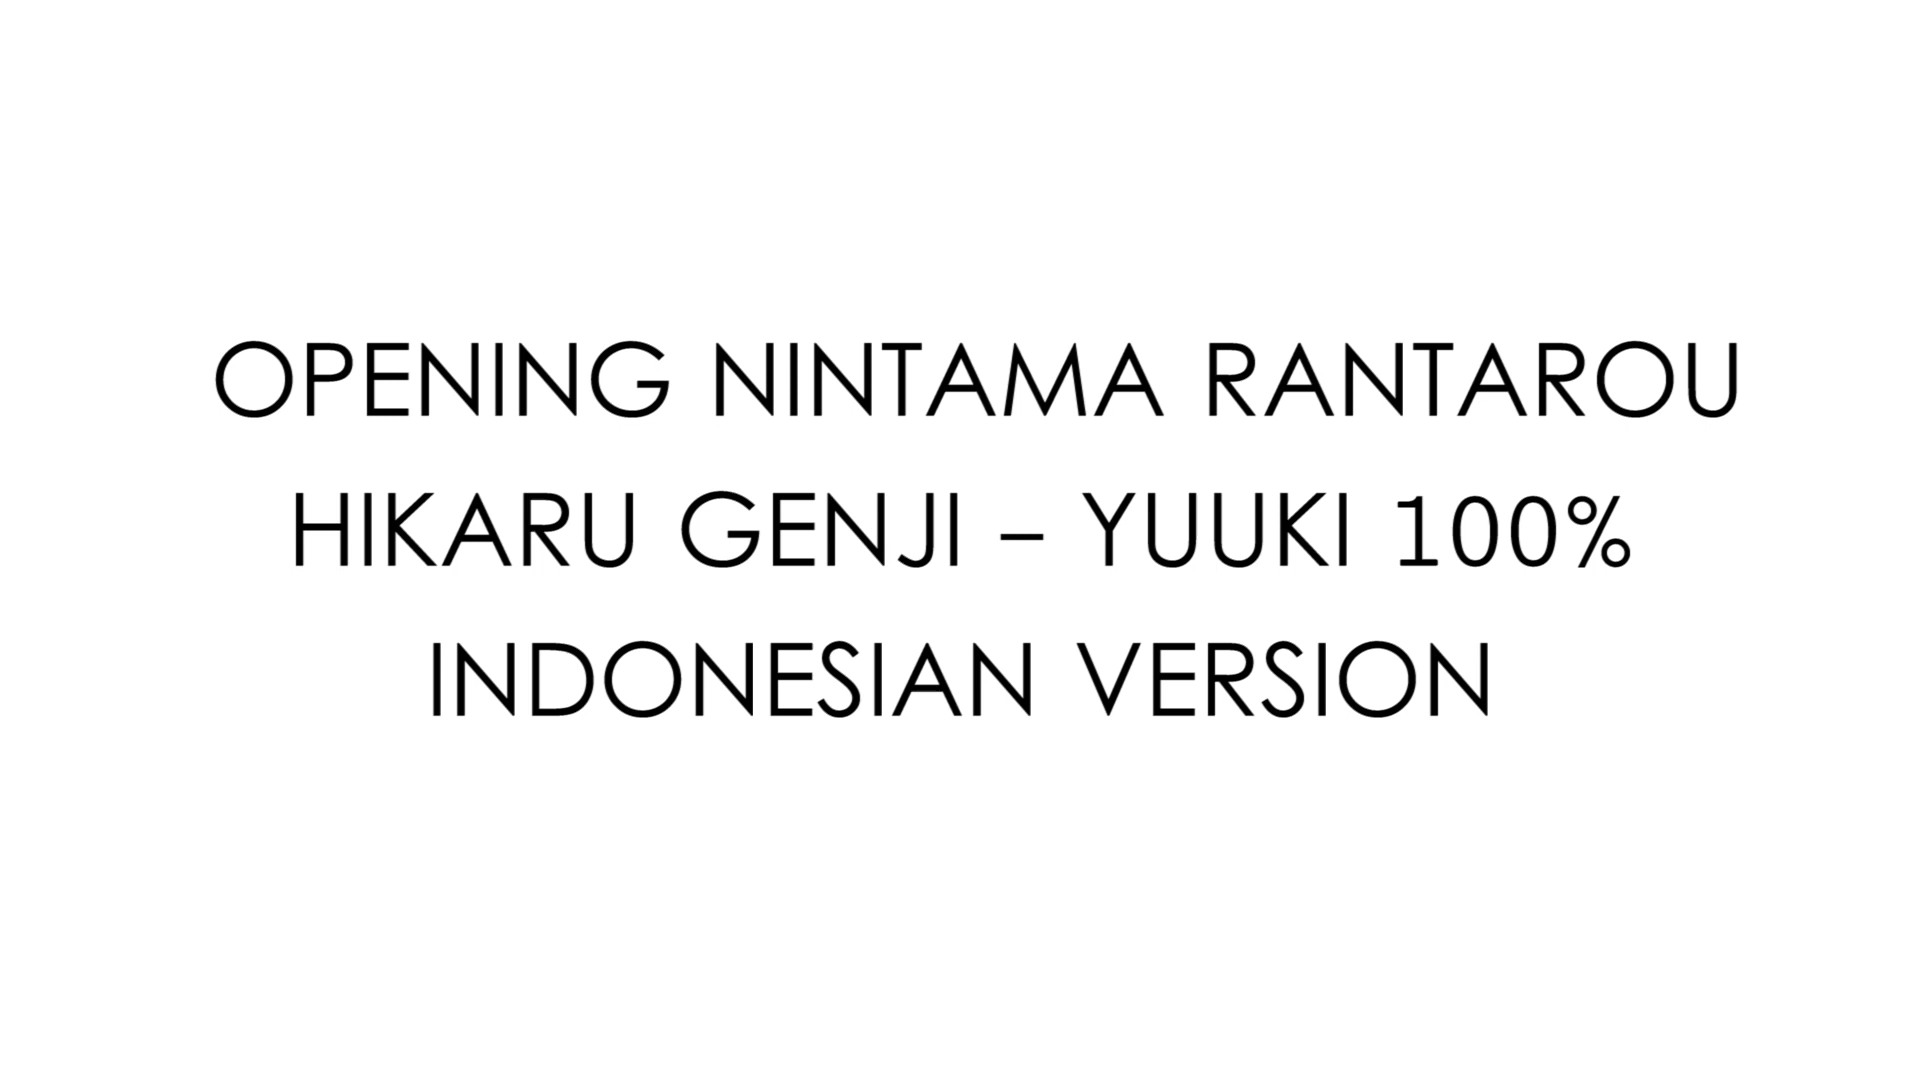 OPENING NINTAMA RANTAROU
HIKARU GENJI – YUUKI 100%
INDONESIAN VERSION